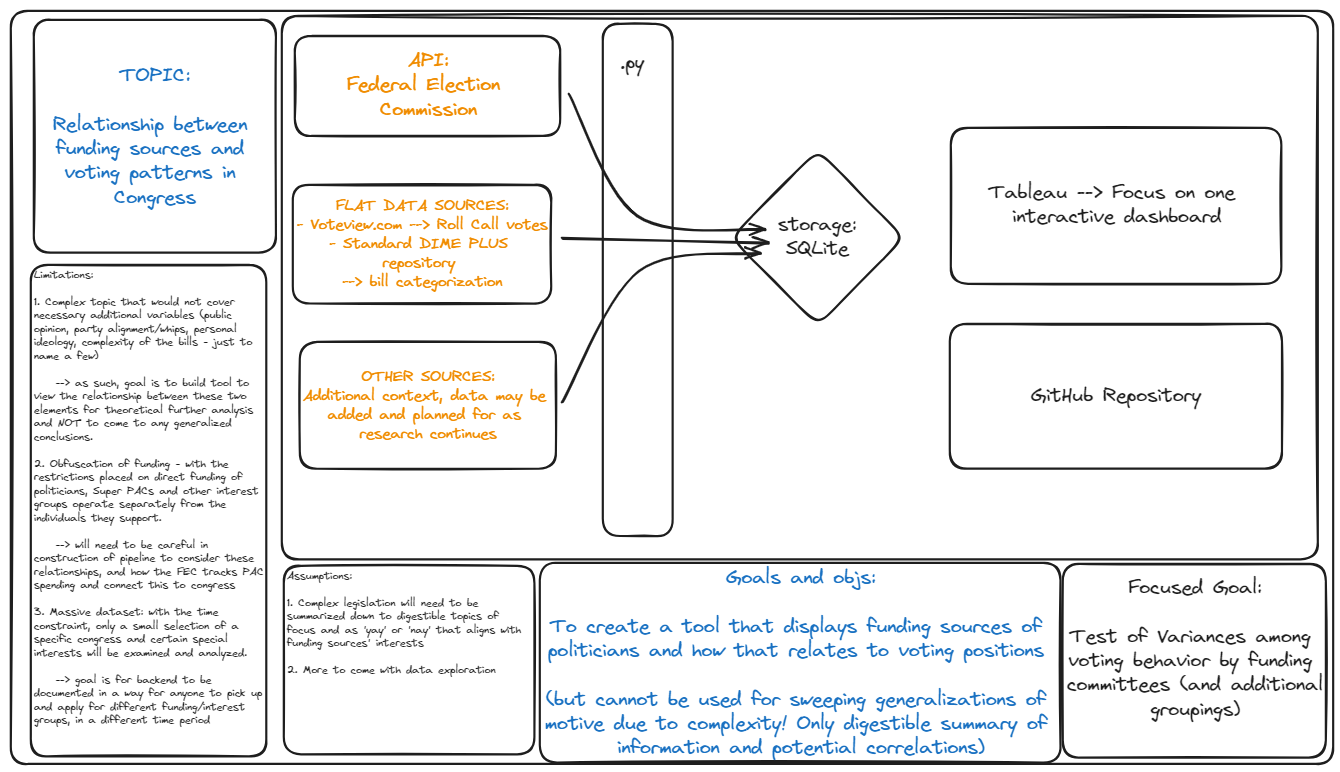 TOPIC:
Relationship between
funding sources and
voting patterns in
Congress
Limitations:
1. Complex topic that would not cover
necessary additional variables (public
opinion, party alignment/whips, personal
ideology, complexity of the bills - just to
name a few)
--> as such, goal is to build tool to
view the relationship between these two
elements for theoretical further analysis
and NOT to come to any generalized
conclusions.
2. Obfuscation of funding - with the
restrictions placed on direct funding of
politicians, Super PACs and other interest
groups operate separately from the
individuals they support.
--> will need to be careful in
construction of pipeline to consider these
relationships, and how the FEC tracks PAC
spending and connect this to congress
3. Massive dataset: with the time
constraint, only a small selection of a
specific congress and certain special
interests will be examined and analyzed.
--> goal is for backend to be
documented in a way for anyone to pick up
and apply for different funding/interest
groups, in a different time period
API:
Federal Election
Commission
FLAT DATA SOURCES:
- Voteview.com --> Roll Call votes
- Standard DIME PLUS
repository
--> bill categorization
OTHER SOURCES:
Additional context, data may be
added and planned for as
research continues
.py
storage:
SQLite
Tableau --> Focus on one
interactive dashboard
GitHub Repository
Assumptions:
1. Complex legislation will need to be
summarized down to digestible topics of
focus and as 'yay' or 'nay' that aligns with
funding sources' interests
2. More to come with data exploration
Goals and objs:
To create a tool that displays funding sources of
politicians and how that relates to voting positions
(but cannot be used for sweeping generalizations of
motive due to complexity! Only digestible summary of
information and potential correlations)
Focused Goal:
Test of Variances among
voting behavior by funding
committees (and additional
groupings)